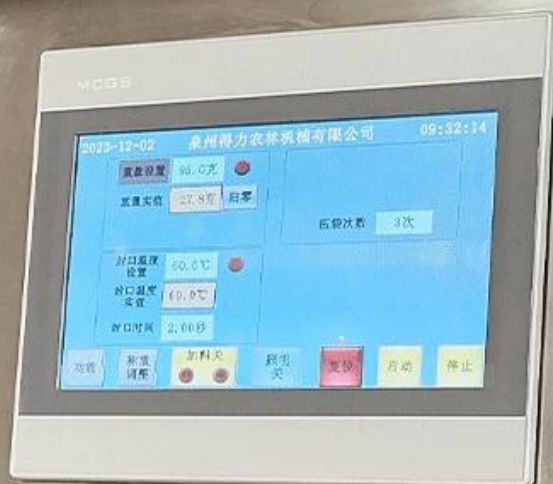 MCGS
2023-12-02 泉州得力农林机械有限公司 09:32:14
重量设置 96.0克
重量实值 27.8克 归零
压袋次数 3次
封口温度设置 60.0℃
封口温度实值 60.0℃
封口时间 2.00秒
功能 称重调整 加料关 照明关 复位 启动 停止